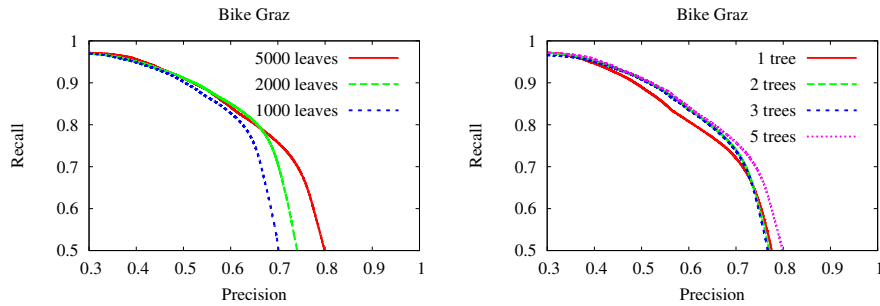 Bike Graz
Recall
1
0.9
0.8
0.7
0.6
0.5
5000 leaves
2000 leaves
1000 leaves
0.3 0.4 0.5 0.6 0.7 0.8 0.9 1
Precision
Bike Graz
Recall
1
0.9
0.8
0.7
0.6
0.5
1 tree
2 trees
3 trees
5 trees
0.3 0.4 0.5 0.6 0.7 0.8 0.9 1
Precision